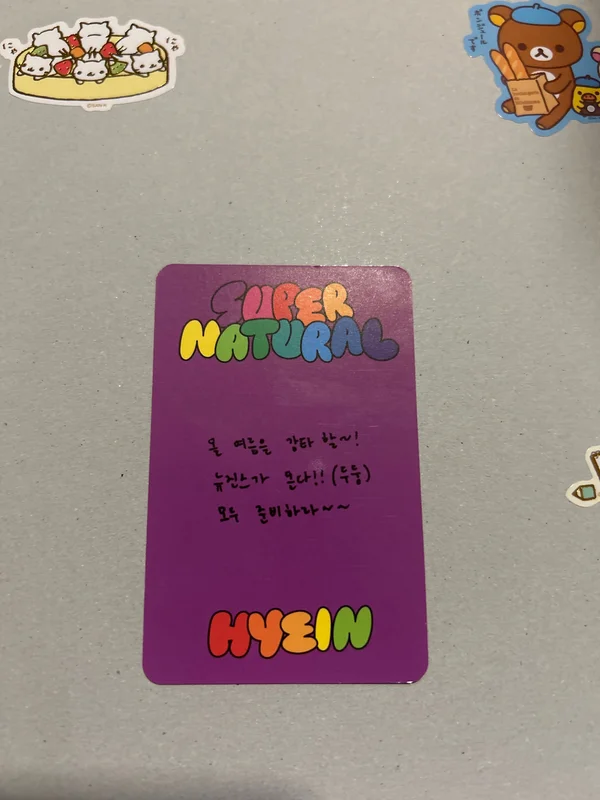 SUPER
NATURAL
올 여름을 강타 할~!
뉴진스가 온다!! (두둥)
모두 준비하라~~
HYEIN